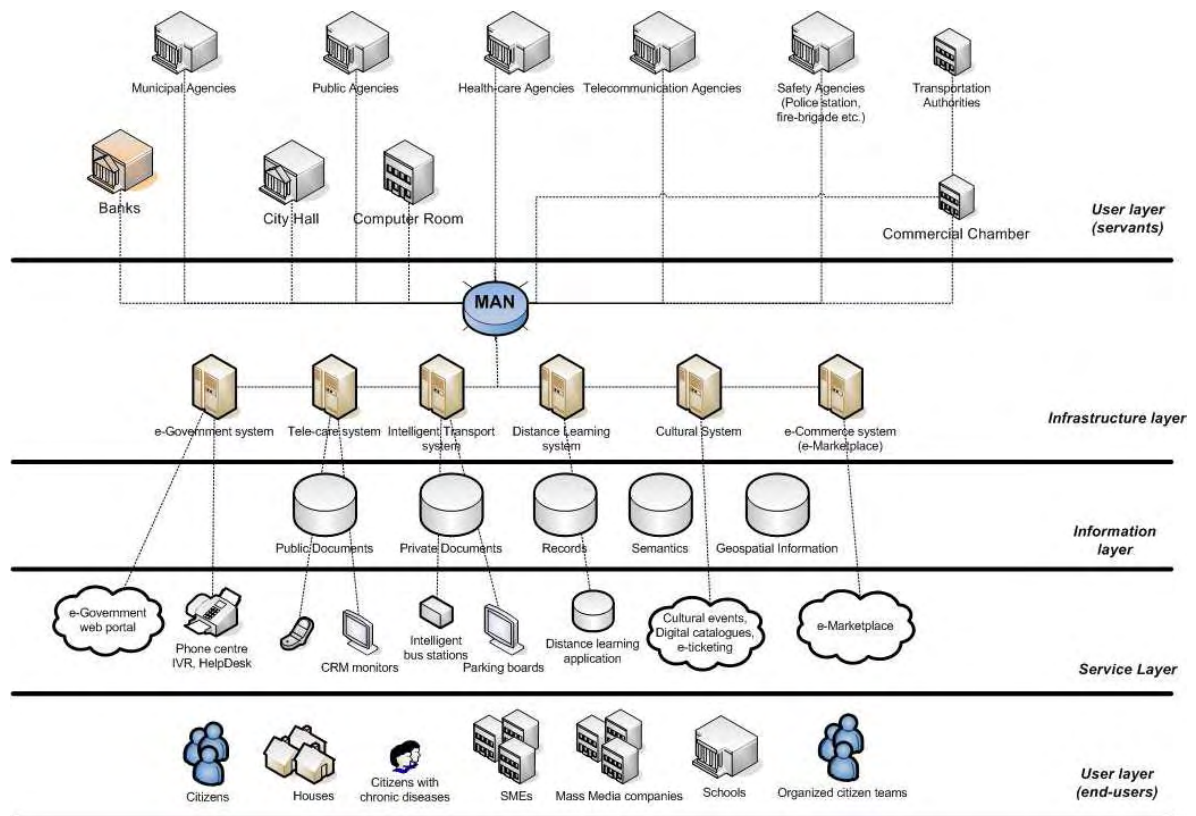 Municipal Agencies
Public Agencies
Health-care Agencies
Telecommunication Agencies
Safety Agencies
(Police station,
fire-brigade etc.)
Transportation
Authorities
Banks
City Hall
Computer Room
Commercial Chamber
User layer
(servants)
MAN
e-Government system
Tele-care system
Intelligent Transport
system
Distance Learning
system
Cultural System
e-Commerce system
(e-Marketplace)
Infrastructure layer
Public Documents
Private Documents
Records
Semantics
Geospatial Information
Information
layer
e-Government
web portal
Phone centre
IVR, HelpDesk
CRM monitors
Intelligent
bus stations
Parking boards
Distance learning
application
Cultural events,
Digital catalogues,
e-ticketing
e-Marketplace
Service Layer
Citizens
Houses
Citizens with
chronic diseases
SMEs
Mass Media companies
Schools
Organized citizen teams
User layer
(end-users)